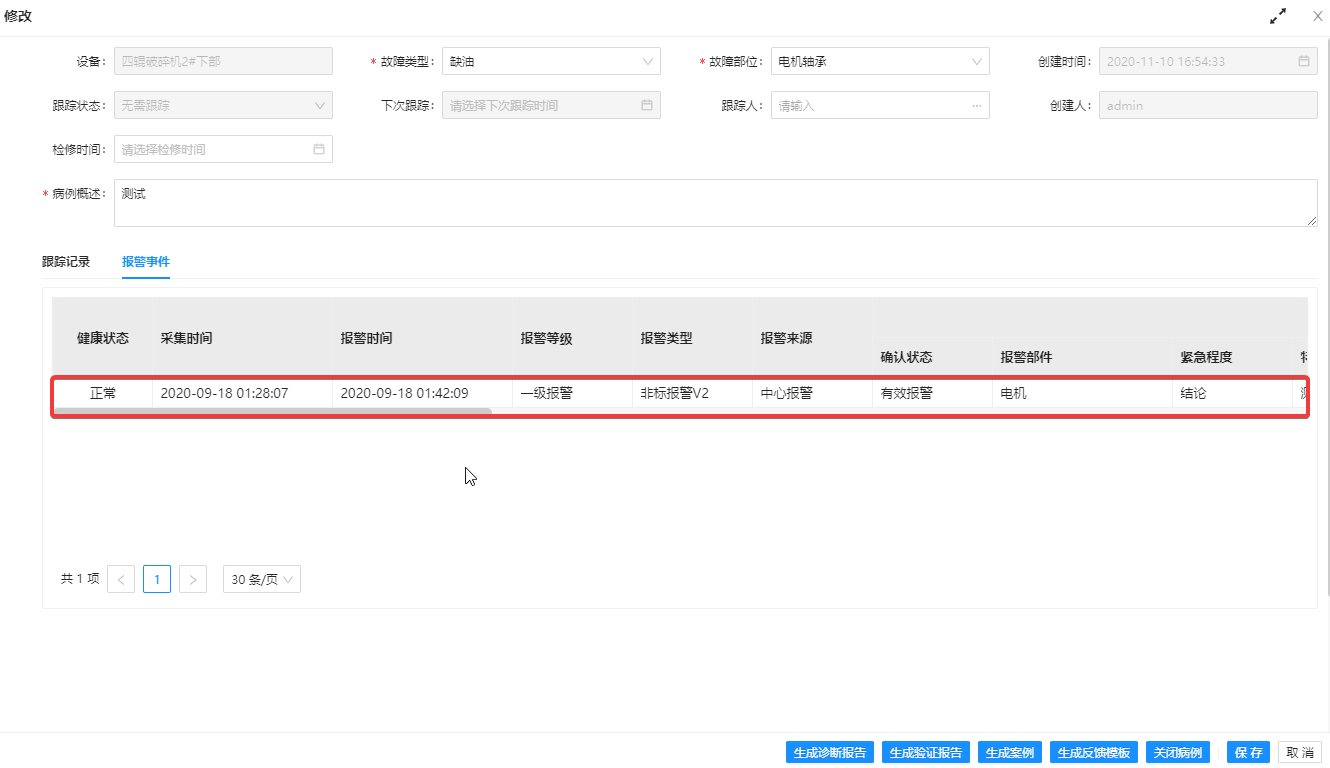 修改
设备: 四辊破碎机2#下部 * 故障类型: 缺油 * 故障部位: 电机轴承 创建时间: 2020-11-10 16:54:33
跟踪状态: 无需跟踪 下次跟踪: 请选择下次跟踪时间 跟踪人: 请输入 ... 创建人: admin
检修时间: 请选择检修时间
* 病例概述: 测试
跟踪记录 报警事件
健康状态 采集时间 报警时间 报警等级 报警类型 报警来源
确认状态 报警部件 紧急程度
正常 2020-09-18 01:28:07 2020-09-18 01:42:09 一级报警 非标报警V2 中心报警 有效报警 电机 结论
共 1 项 < 1 > 30 条/页
生成诊断报告 生成验证报告 生成案例 生成反馈模板 关闭病例 保 存 取 消